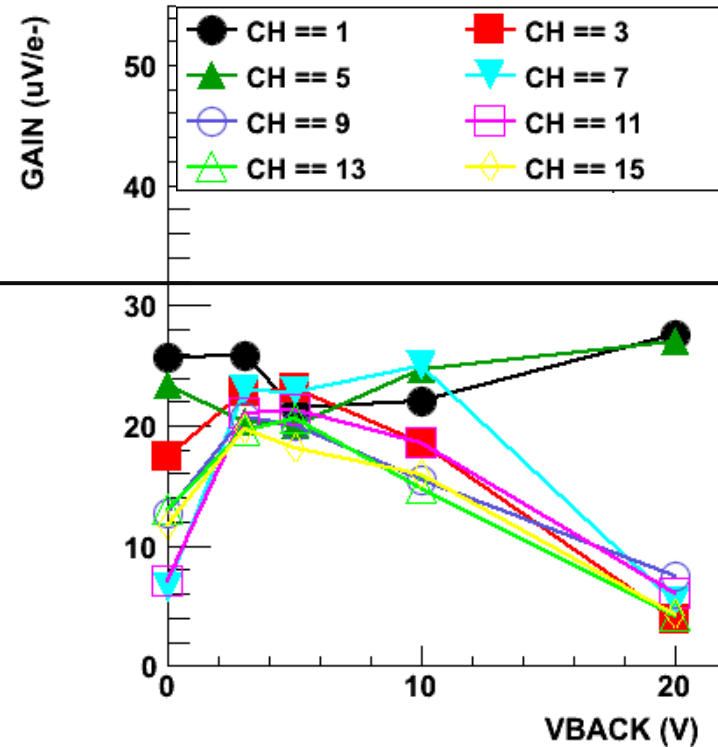 GAIN (uV/e-)
CH == 1
CH == 3
CH == 5
CH == 7
CH == 9
CH == 11
CH == 13
CH == 15
50
40
30
20
10
0
0 10 20
VBACK (V)